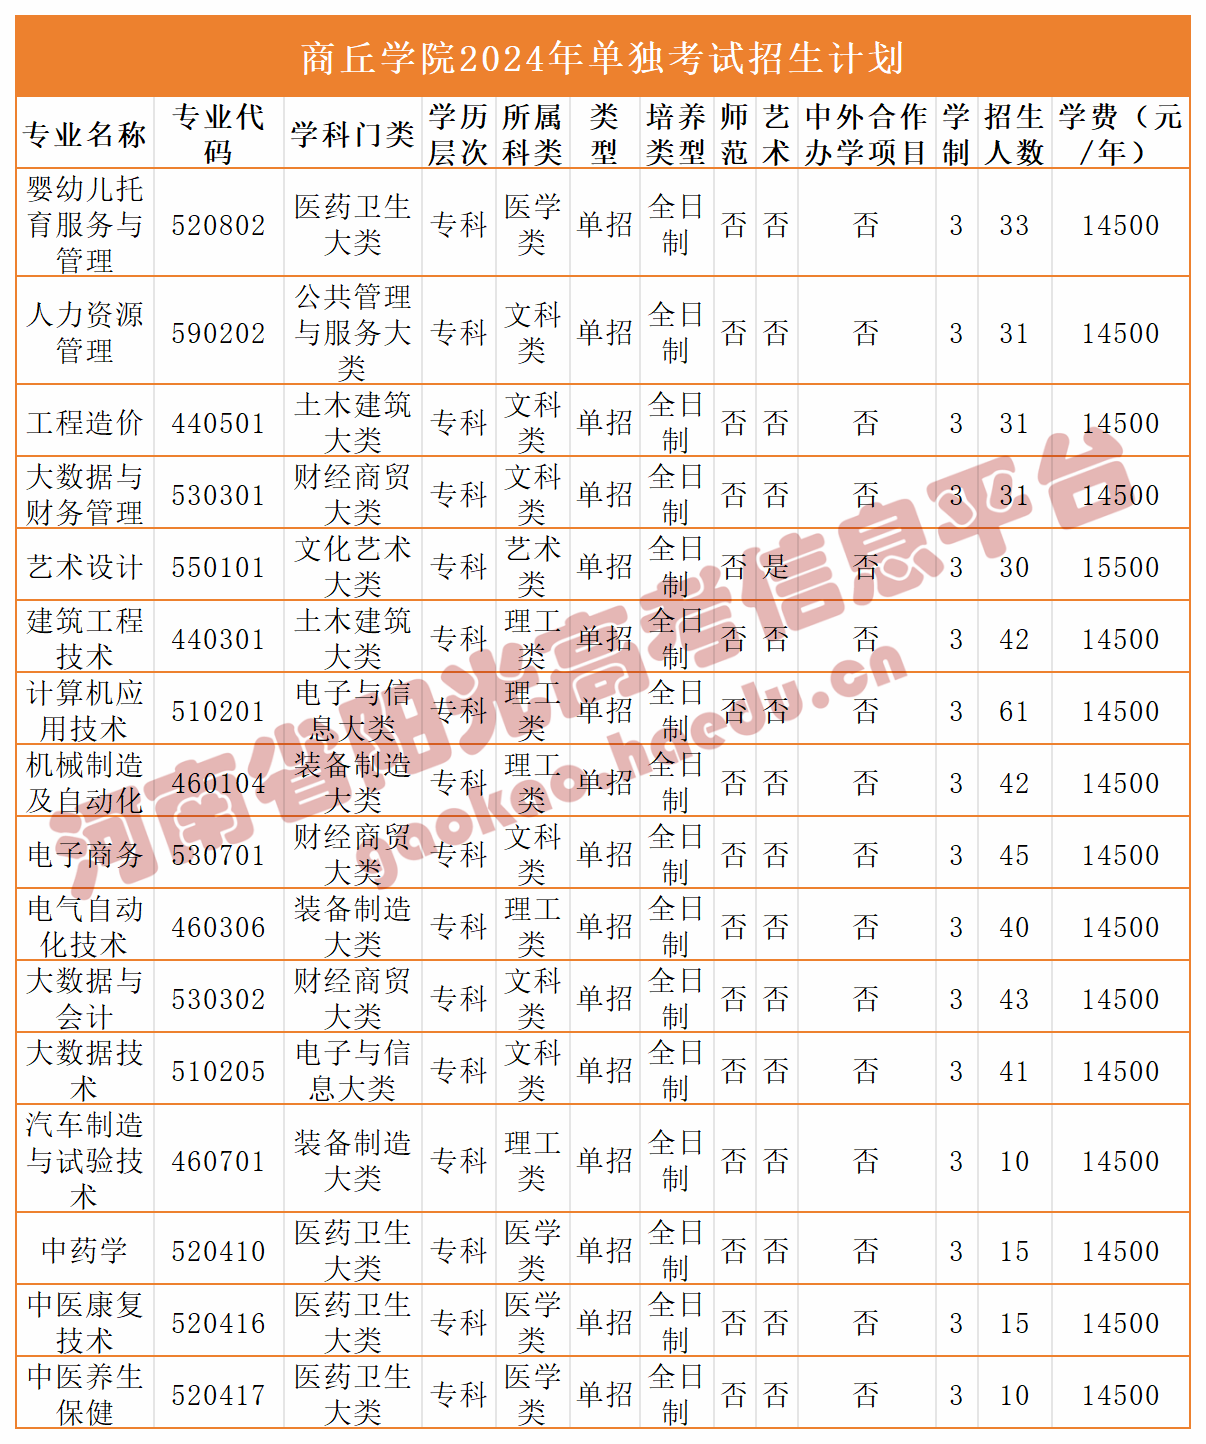 商丘学院2024年单独考试招生计划
专业名称 专业代码 学科门类 学历层次 所属科类 类型 培养类型 师范 艺术 中外合作办学项目 学制 招生人数 学费（元/年）
婴幼儿托育服务与管理 520802 医药卫生大类 专科 医学类 单招 全日制 否 否 否 3 33 14500
人力资源管理 590202 公共管理与服务大类 专科 文科类 单招 全日制 否 否 否 3 31 14500
工程造价 440501 土木建筑大类 专科 文科类 单招 全日制 否 否 否 3 31 14500
大数据与财务管理 530301 财经商贸大类 专科 文科类 单招 全日制 否 否 否 3 31 14500
艺术设计 550101 文化艺术大类 专科 艺术类 单招 全日制 否 是 否 3 30 15500
建筑工程技术 440301 土木建筑大类 专科 理工类 单招 全日制 否 否 否 3 42 14500
计算机应用技术 510201 电子与信息大类 专科 理工类 单招 全日制 否 否 否 3 61 14500
机械制造及自动化 460104 装备制造大类 专科 理工类 单招 全日制 否 否 否 3 42 14500
电子商务 530701 财经商贸大类 专科 文科类 单招 全日制 否 否 否 3 45 14500
电气自动化技术 460306 装备制造大类 专科 理工类 单招 全日制 否 否 否 3 40 14500
大数据与会计 530302 财经商贸大类 专科 文科类 单招 全日制 否 否 否 3 43 14500
大数据技术 510205 电子与信息大类 专科 文科类 单招 全日制 否 否 否 3 41 14500
汽车制造与试验技术 460701 装备制造大类 专科 理工类 单招 全日制 否 否 否 3 10 14500
中药学 520410 医药卫生大类 专科 医学类 单招 全日制 否 否 否 3 15 14500
中医康复技术 520416 医药卫生大类 专科 医学类 单招 全日制 否 否 否 3 15 14500
中医养生保健 520417 医药卫生大类 专科 医学类 单招 全日制 否 否 否 3 10 14500
河南省阳光高考信息平台
gaokao.haedu.cn